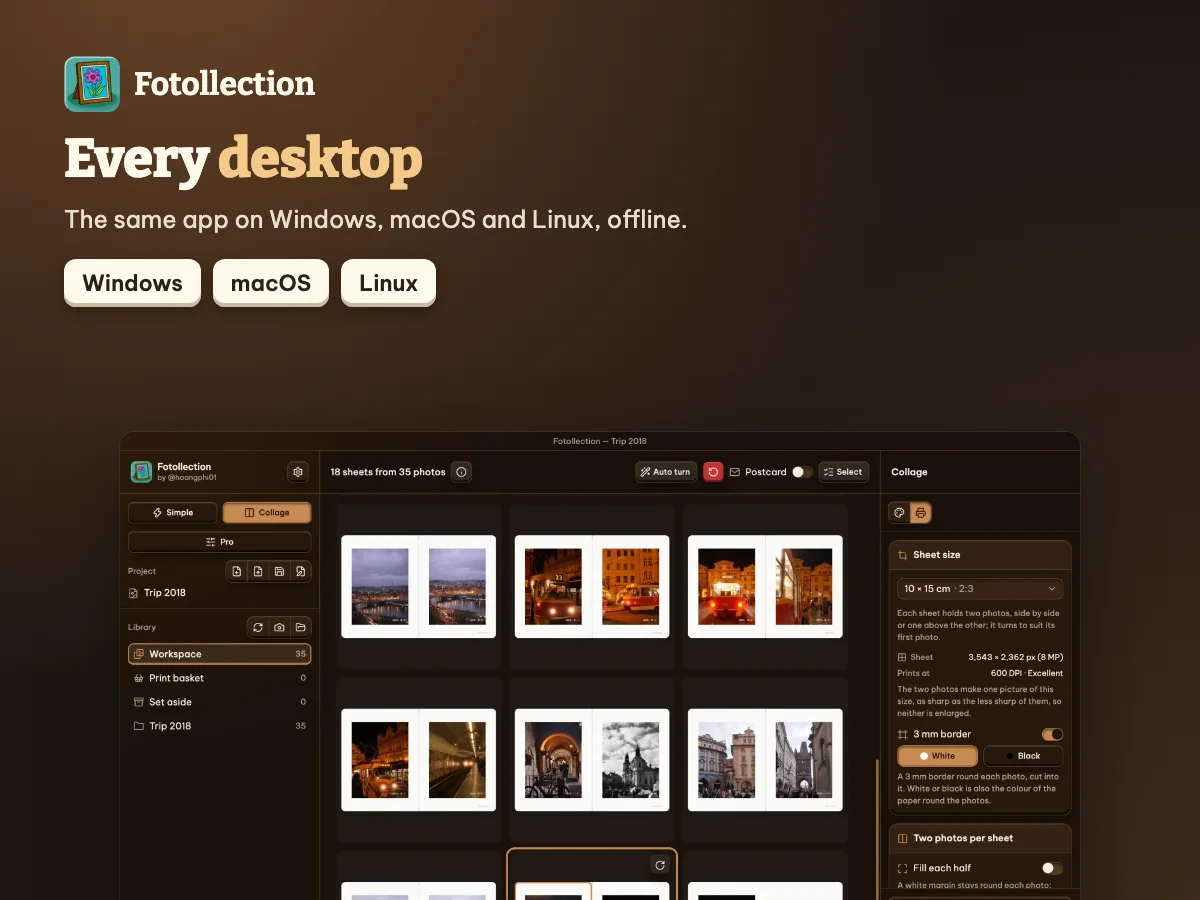 Fotollection
Every desktop
The same app on Windows, macOS and Linux, offline.
Windows
macOS
Linux
Fotollection — Trip 2018
Fotollection
by @hoangphi01
18 sheets from 35 photos
Auto turn
Postcard
Select
Collage
Simple
Collage
Pro
Project
Trip 2018
Library
Workspace 35
Print basket 0
Set aside 0
Trip 2018 35
Sheet size
10 × 15 cm · 2:3
Each sheet holds two photos, side by side
or one above the other; it turns to suit its
first photo.
Sheet 3,543 × 2,362 px (8 MP)
Prints at 600 DPI · Excellent
The two photos make one picture of this
size, as sharp as the less sharp of them, so
neither is enlarged.
3 mm border
White
Black
A 3 mm border round each photo, cut into
it. White or black is also the colour of the
paper round the photos.
Two photos per sheet
Fill each half
A white margin stays round each photo;